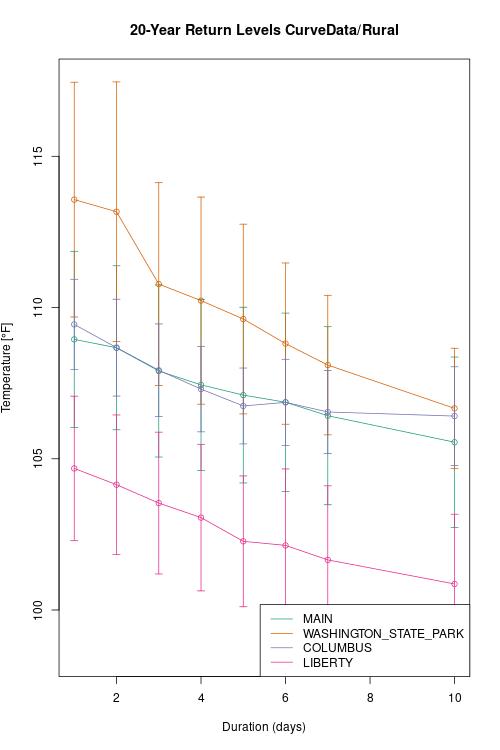 20-Year Return Levels CurveData/Rural
Temperature [°F]
115
110
105
100
MAIN
WASHINGTON_STATE_PARK
COLUMBUS
LIBERTY
2 4 6 8 10
Duration (days)